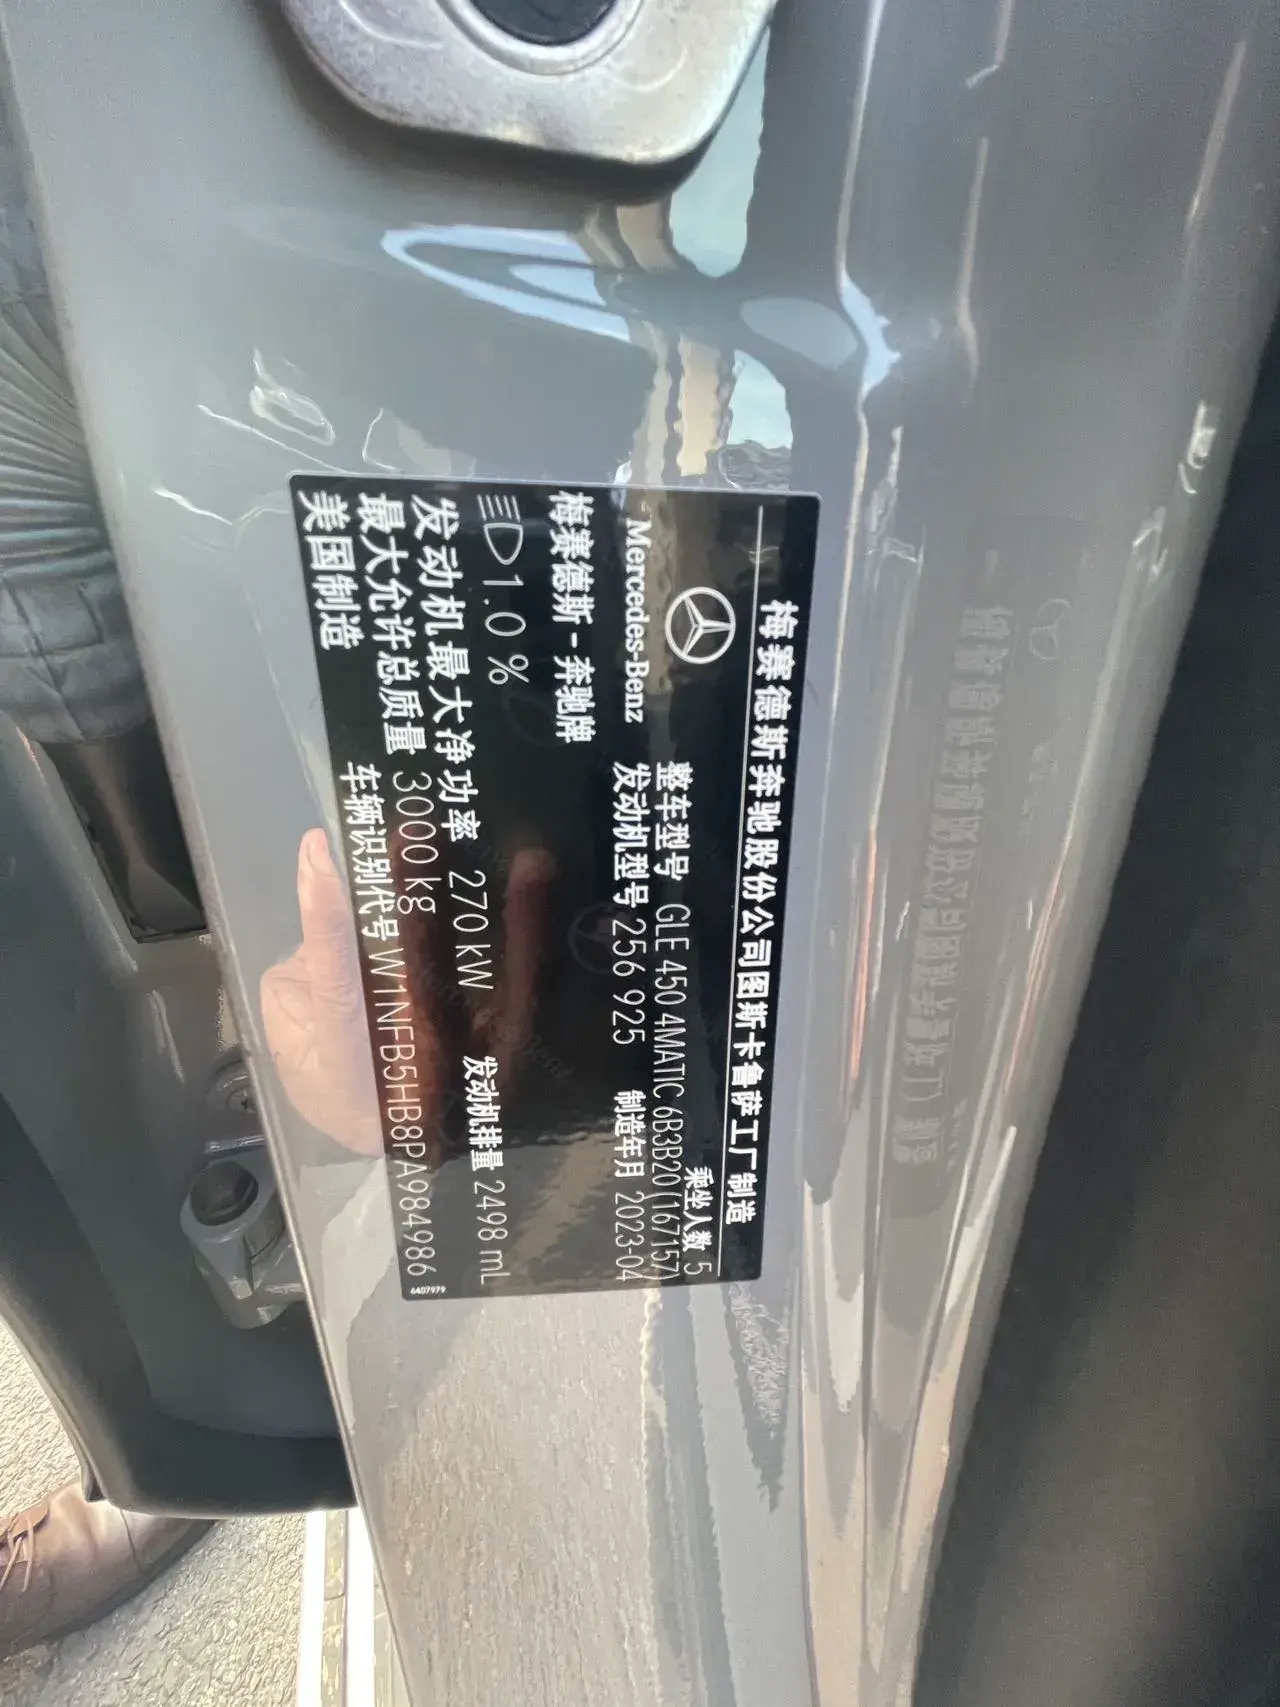 梅赛德斯奔驰股份公司图斯卡鲁萨工厂制造
乘坐人数 5
整车型号 GLE 450 4MATIC 6B3B20 (167157)
Mercedes-Benz
发动机型号 256 925 制造年月 2023-04
梅赛德斯-奔驰牌
1.0 %
发动机排量 2498 mL
发动机最大净功率 270 kW
最大允许总质量 3000 kg
美国制造
车辆识别代号 W1NFB5HB8PA984986
6407979